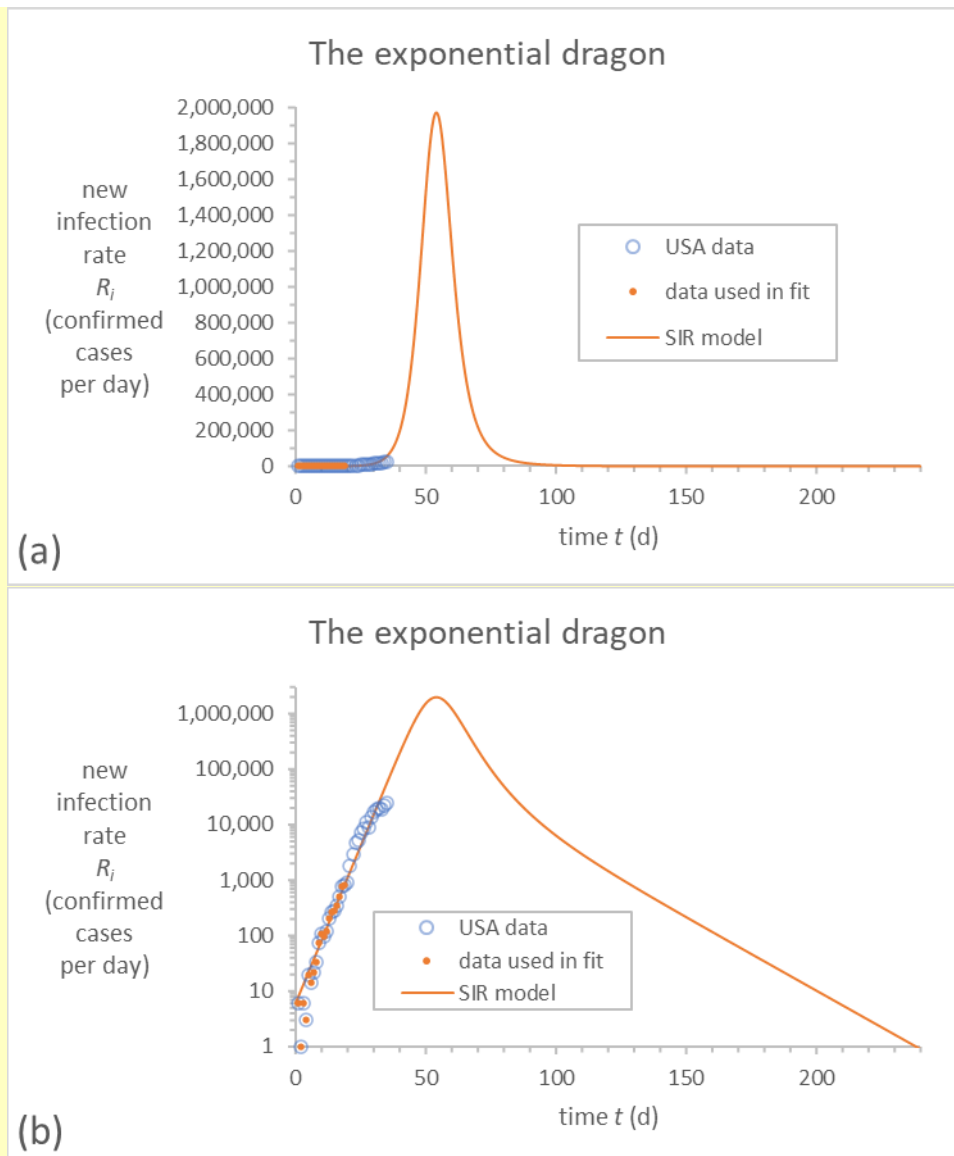 The exponential dragon
new
infection
rate
R_i
(confirmed
cases
per day)
2,000,000
1,800,000
1,600,000
1,400,000
1,200,000
1,000,000
800,000
600,000
400,000
200,000
0
USA data
data used in fit
SIR model
0 50 100 150 200
time t (d)
(a)
The exponential dragon
new
infection
rate
R_i
(confirmed
cases
per day)
1,000,000
100,000
10,000
1,000
100
10
1
USA data
data used in fit
SIR model
0 50 100 150 200
time t (d)
(b)